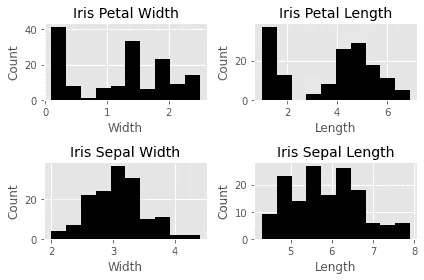 Iris Petal Width
Iris Petal Length
Count
40
20
0
0
1
2
Width
Count
20
0
2
4
6
Length
Iris Sepal Width
Iris Sepal Length
Count
20
0
2
3
4
Width
Count
20
10
0
5
6
7
8
Length